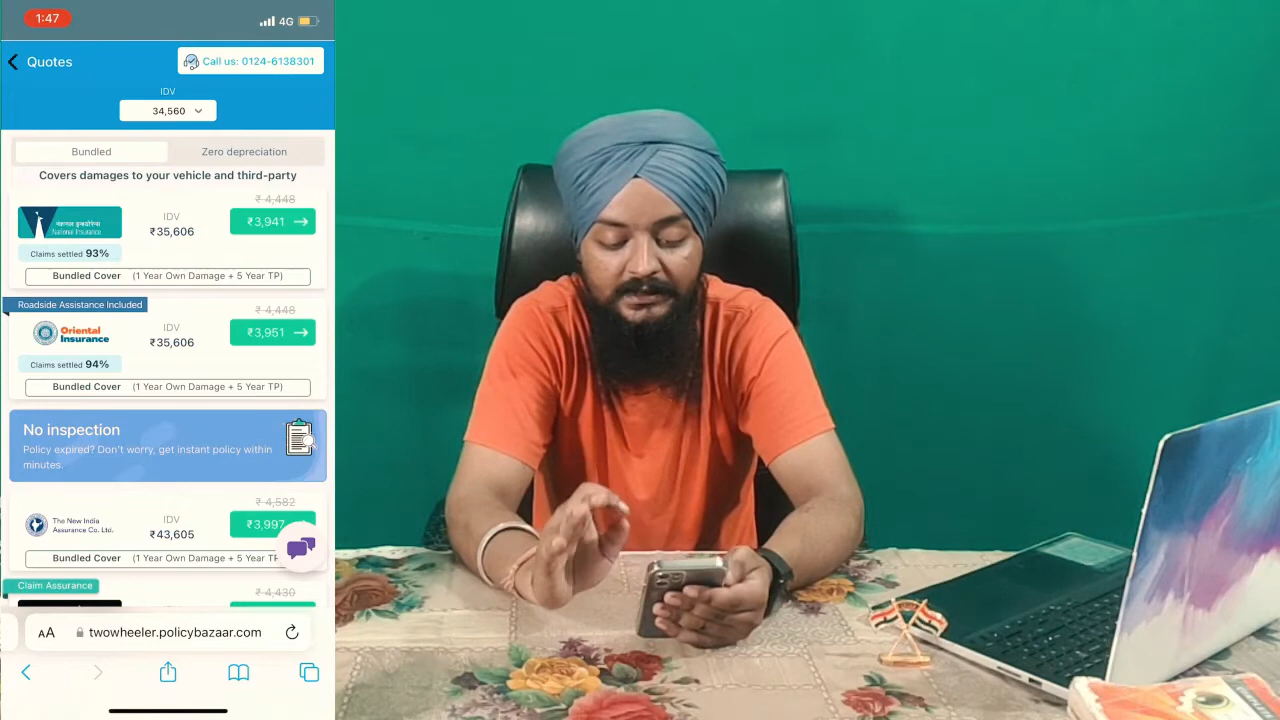 1:47
4G
Quotes
Call us: 0124-6138301
IDV
34,560
Bundled
Zero depreciation
Covers damages to your vehicle and third-party
₹ 4,448
IDV
₹3,941
₹35,606
नेशनल इन्श्योरेन्स
National Insurance
Claims settled 93%
Bundled Cover (1 Year Own Damage + 5 Year TP)
Roadside Assistance Included
₹ 4,448
IDV
₹3,951
Oriental
Insurance
₹35,606
Claims settled 94%
Bundled Cover (1 Year Own Damage + 5 Year TP)
No inspection
Policy expired? Don't worry, get instant policy within
minutes.
₹ 4,582
IDV
₹3,997
The New India
Assurance Co. Ltd.
₹43,605
Bundled Cover (1 Year Own Damage + 5 Year TP
Claim Assurance
₹ 4,430
AA
twowheeler.policybazaar.com